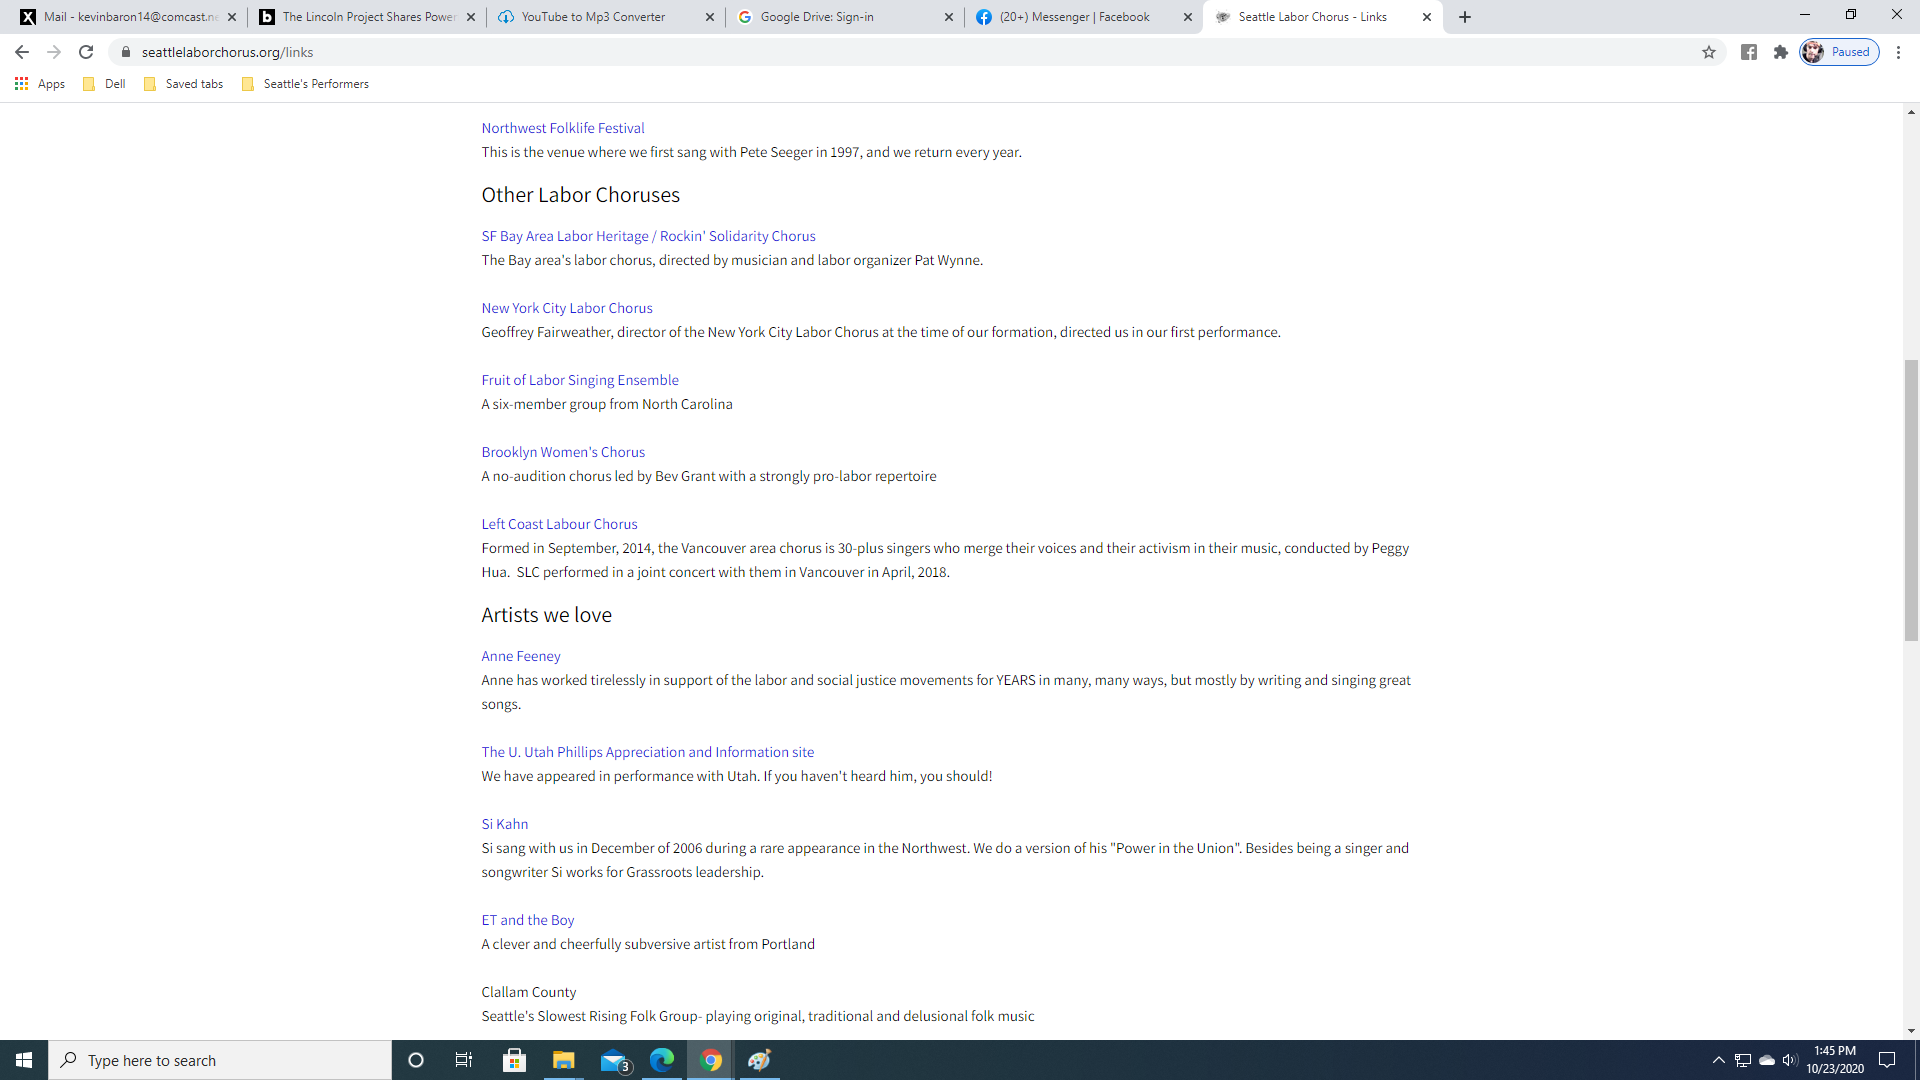 Mail - kevinbaron14@comcast.ne
The Lincoln Project Shares Power
YouTube to Mp3 Converter
Google Drive: Sign-in
(20+) Messenger | Facebook
Seattle Labor Chorus - Links
seattlelaborchorus.org/links
Paused
Apps
Dell
Saved tabs
Seattle's Performers
Northwest Folklife Festival
This is the venue where we first sang with Pete Seeger in 1997, and we return every year.
Other Labor Choruses
SF Bay Area Labor Heritage / Rockin' Solidarity Chorus
The Bay area's labor chorus, directed by musician and labor organizer Pat Wynne.
New York City Labor Chorus
Geoffrey Fairweather, director of the New York City Labor Chorus at the time of our formation, directed us in our first performance.
Fruit of Labor Singing Ensemble
A six-member group from North Carolina
Brooklyn Women's Chorus
A no-audition chorus led by Bev Grant with a strongly pro-labor repertoire
Left Coast Labour Chorus
Formed in September, 2014, the Vancouver area chorus is 30-plus singers who merge their voices and their activism in their music, conducted by Peggy
Hua.  SLC performed in a joint concert with them in Vancouver in April, 2018.
Artists we love
Anne Feeney
Anne has worked tirelessly in support of the labor and social justice movements for YEARS in many, many ways, but mostly by writing and singing great
songs.
The U. Utah Phillips Appreciation and Information site
We have appeared in performance with Utah. If you haven't heard him, you should!
Si Kahn
Si sang with us in December of 2006 during a rare appearance in the Northwest. We do a version of his "Power in the Union". Besides being a singer and
songwriter Si works for Grassroots leadership.
ET and the Boy
A clever and cheerfully subversive artist from Portland
Clallam County
Seattle's Slowest Rising Folk Group- playing original, traditional and delusional folk music
Type here to search
3
1:45 PM
10/23/2020